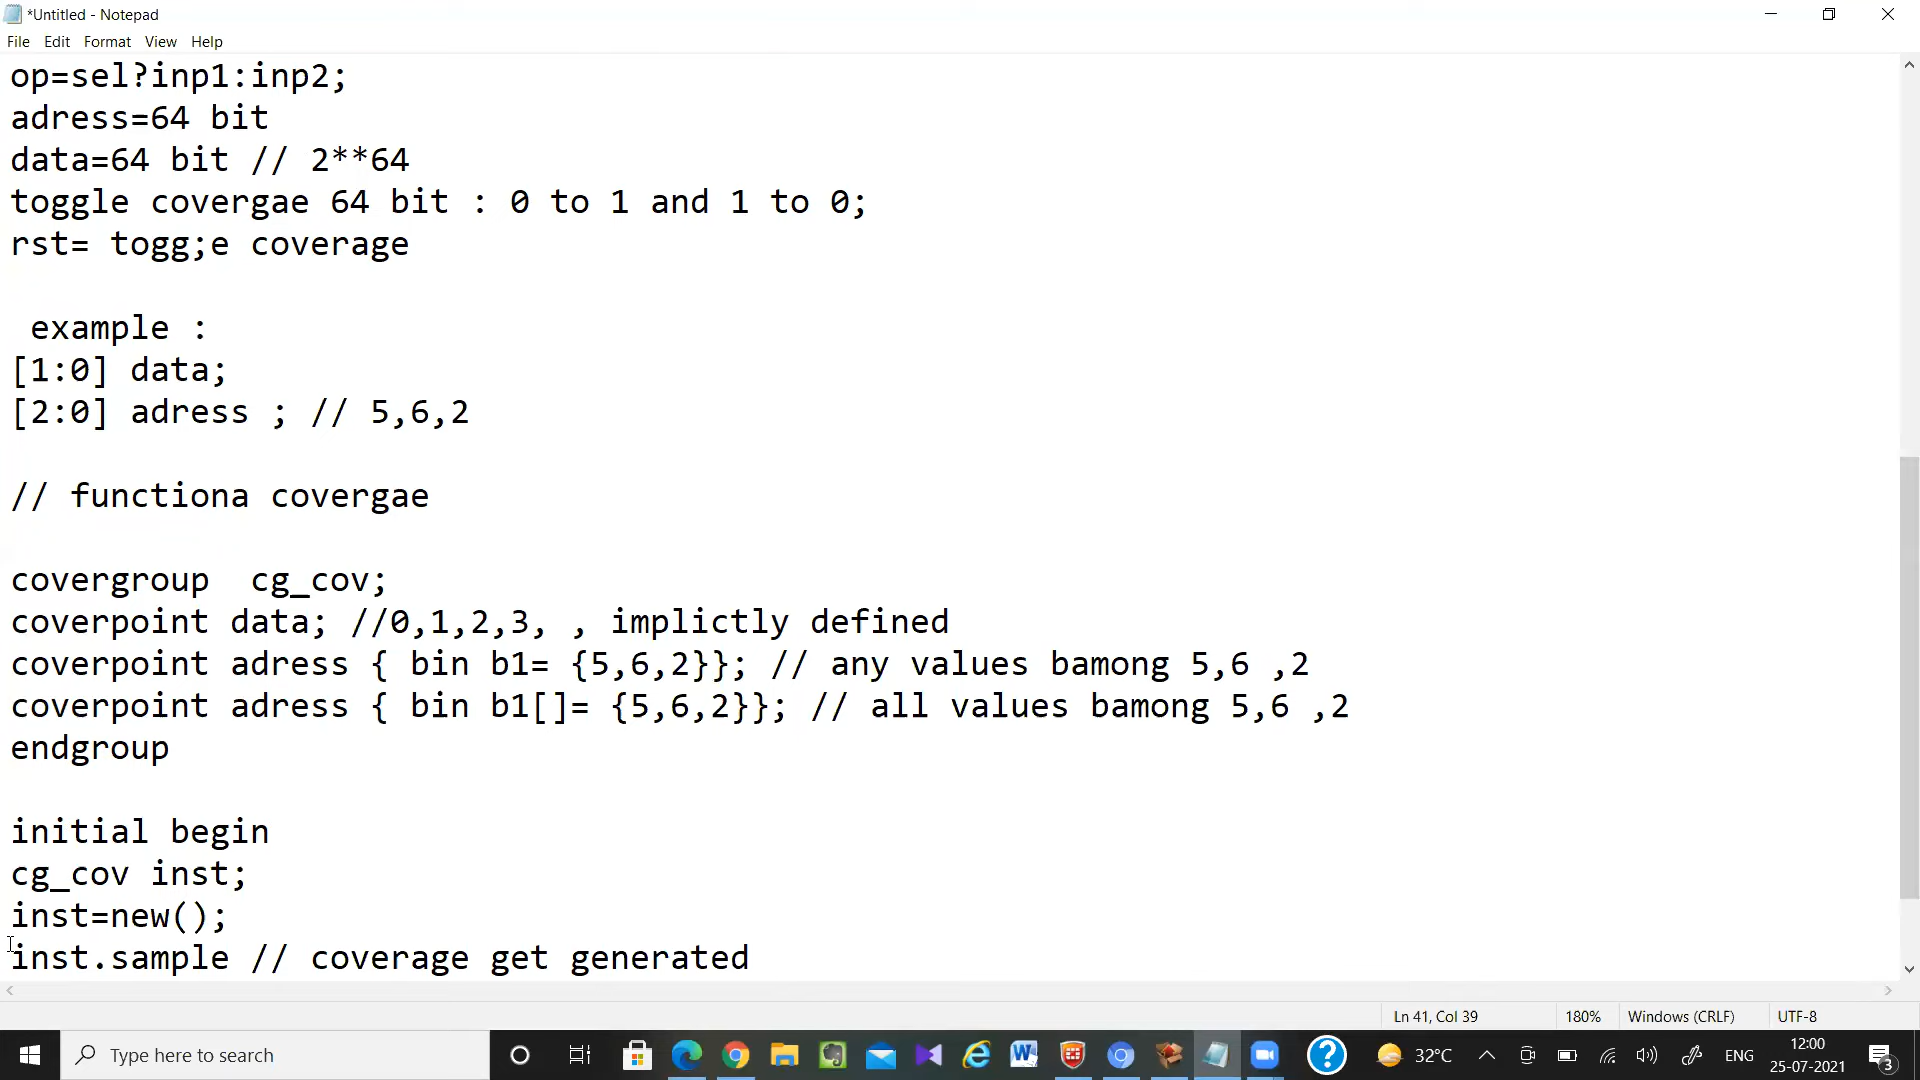 *Untitled - Notepad
File Edit Format View Help
op=sel?inp1:inp2;
adress=64 bit
data=64 bit // 2**64
toggle covergae 64 bit : 0 to 1 and 1 to 0;
rst= togg;e coverage
example :
[1:0] data;
[2:0] adress ; // 5,6,2
// functiona covergae
covergroup  cg_cov;
coverpoint data; //0,1,2,3, , implictly defined
coverpoint adress { bin b1= {5,6,2}}; // any values bamong 5,6 ,2
coverpoint adress { bin b1[]= {5,6,2}}; // all values bamong 5,6 ,2
endgroup
initial begin
cg_cov inst;
inst=new();
inst.sample // coverage get generated
Ln 41, Col 39 180% Windows (CRLF) UTF-8
Type here to search 32°C ENG 12:00
25-07-2021 3